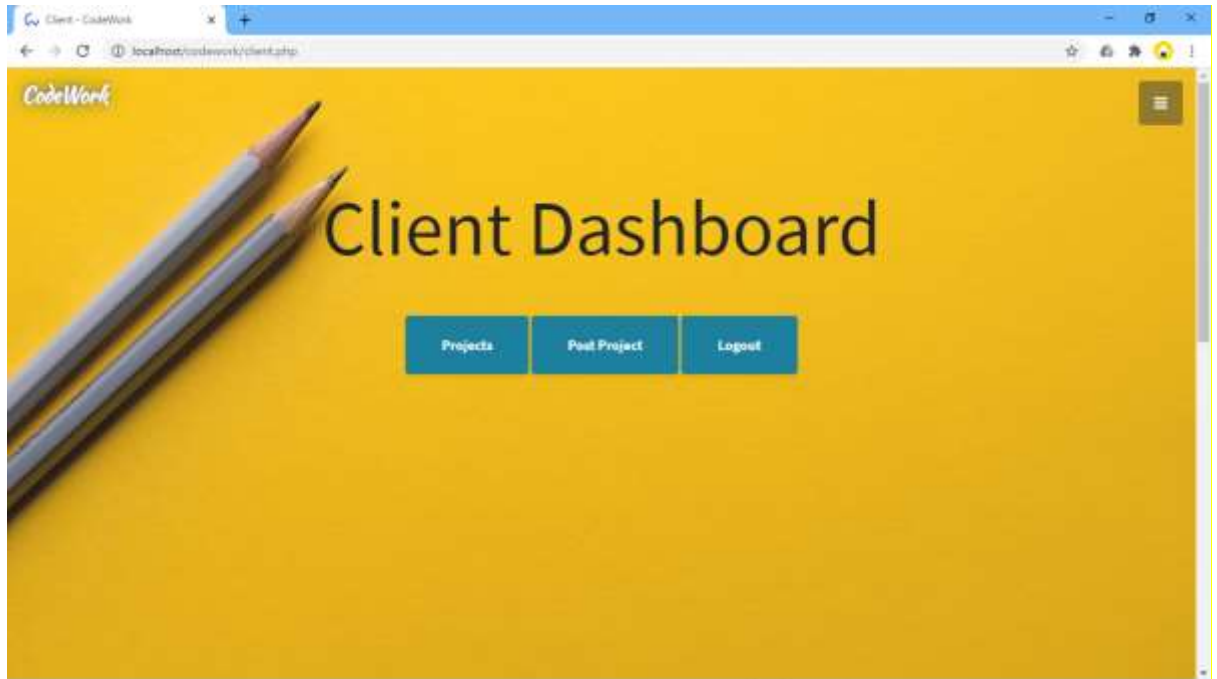 Client - CodeWork
localhost/codework/client.php
CodeWork
Client Dashboard
Projects
Post Project
Logout